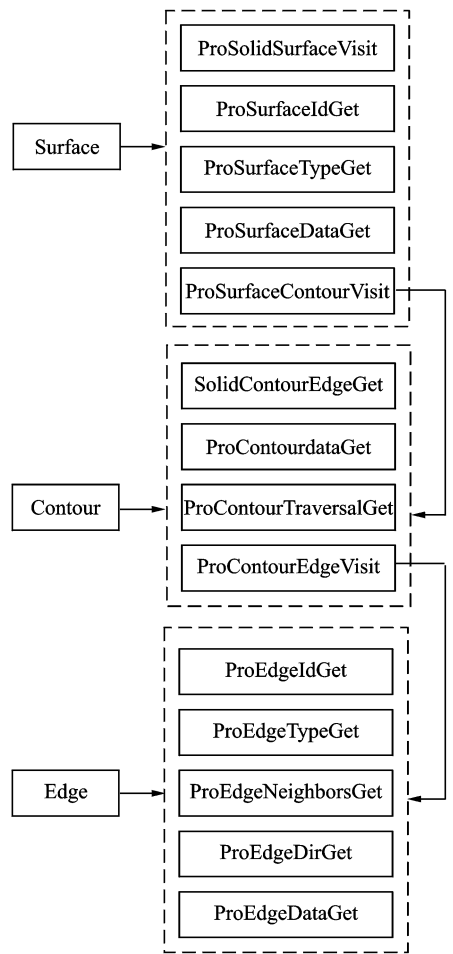 ProSolidSurfaceVisit
ProSurfaceIdGet
Surface
ProSurfaceTypeGet
ProSurfaceDataGet
ProSurfaceContourVisit
SolidContourEdgeGet
ProContourdataGet
Contour
ProContourTraversalGet
ProContourEdgeVisit
ProEdgeIdGet
ProEdgeTypeGet
Edge
ProEdgeNeighborsGet
ProEdgeDirGet
ProEdgeDataGet